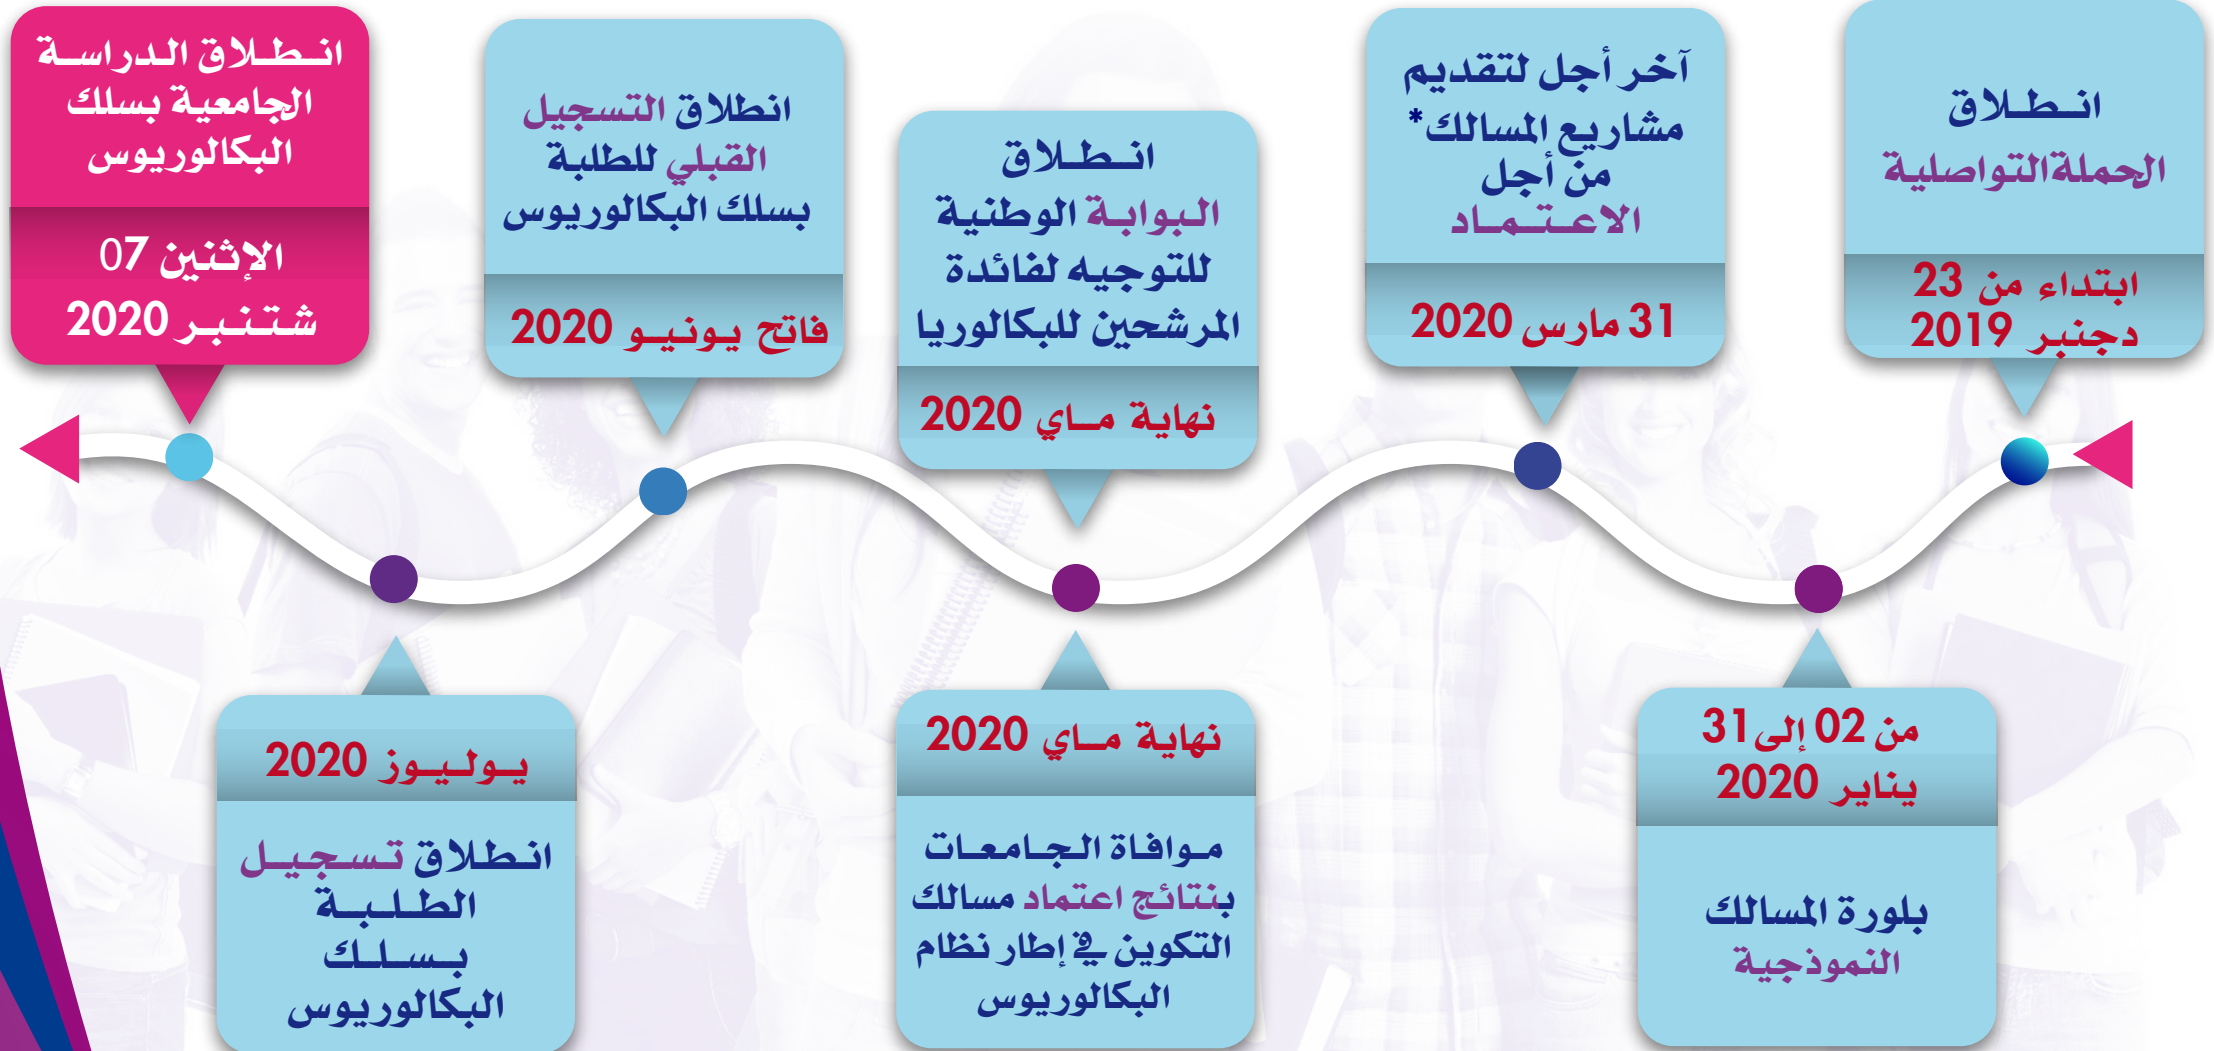 انطلاق
الحملة التواصلية
ابتداء من 23
دجنبر 2019
من 02 إلى 31
يناير 2020
بلورة المسالك
النموذجية
آخر أجل لتقديم
مشاريع المسالك*
من أجل
الاعتماد
31 مارس 2020
انطلاق
البوابة الوطنية
للتوجيه لفائدة
المرشحين للبكالوريا
نهاية ماي 2020
نهاية ماي 2020
موافاة الجامعات
بنتائج اعتماد مسالك
التكوين في إطار نظام
البكالوريوس
انطلاق التسجيل
القبلي للطلبة
بسلك البكالوريوس
فاتح يونيو 2020
يوليوز 2020
انطلاق تسجيل
الطلبة
بسلك
البكالوريوس
انطلاق الدراسة
الجامعية بسلك
البكالوريوس
الإثنين 07
شتنبر 2020